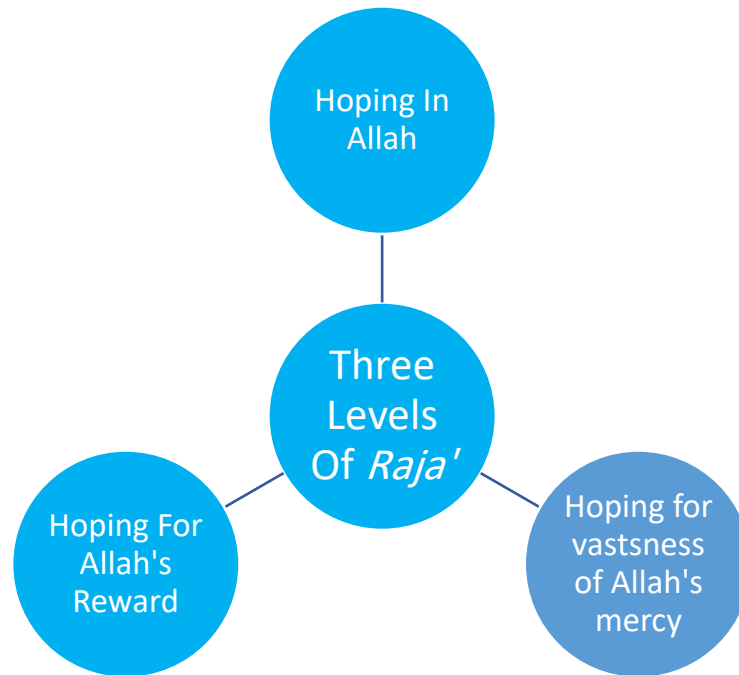 Hoping In
Allah
Three
Levels
Of Raja'
Hoping For
Allah's
Reward
Hoping for
vastsness
of Allah's
mercy